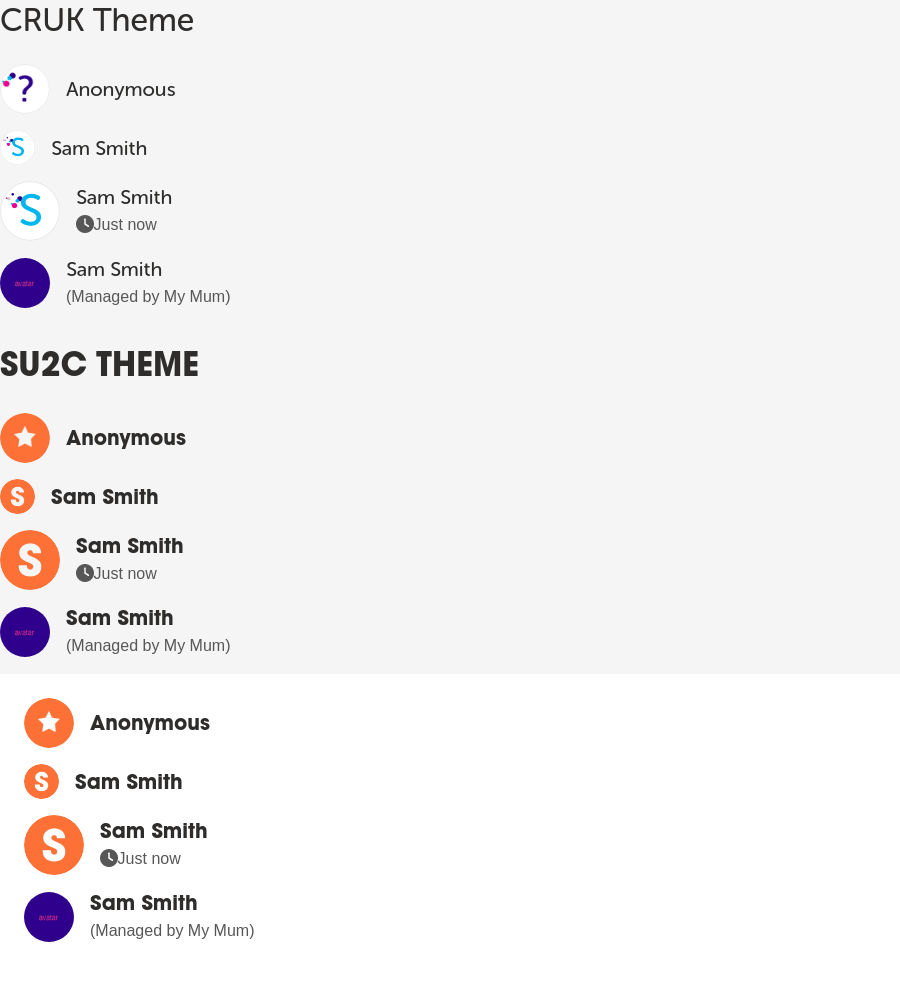 CRUK Theme
?
Anonymous
S
Sam Smith
S
Sam Smith
Just now
avatar
Sam Smith
(Managed by My Mum)
SU2C THEME
Anonymous
S
Sam Smith
S
Sam Smith
Just now
avatar
Sam Smith
(Managed by My Mum)
Anonymous
S
Sam Smith
S
Sam Smith
Just now
avatar
Sam Smith
(Managed by My Mum)